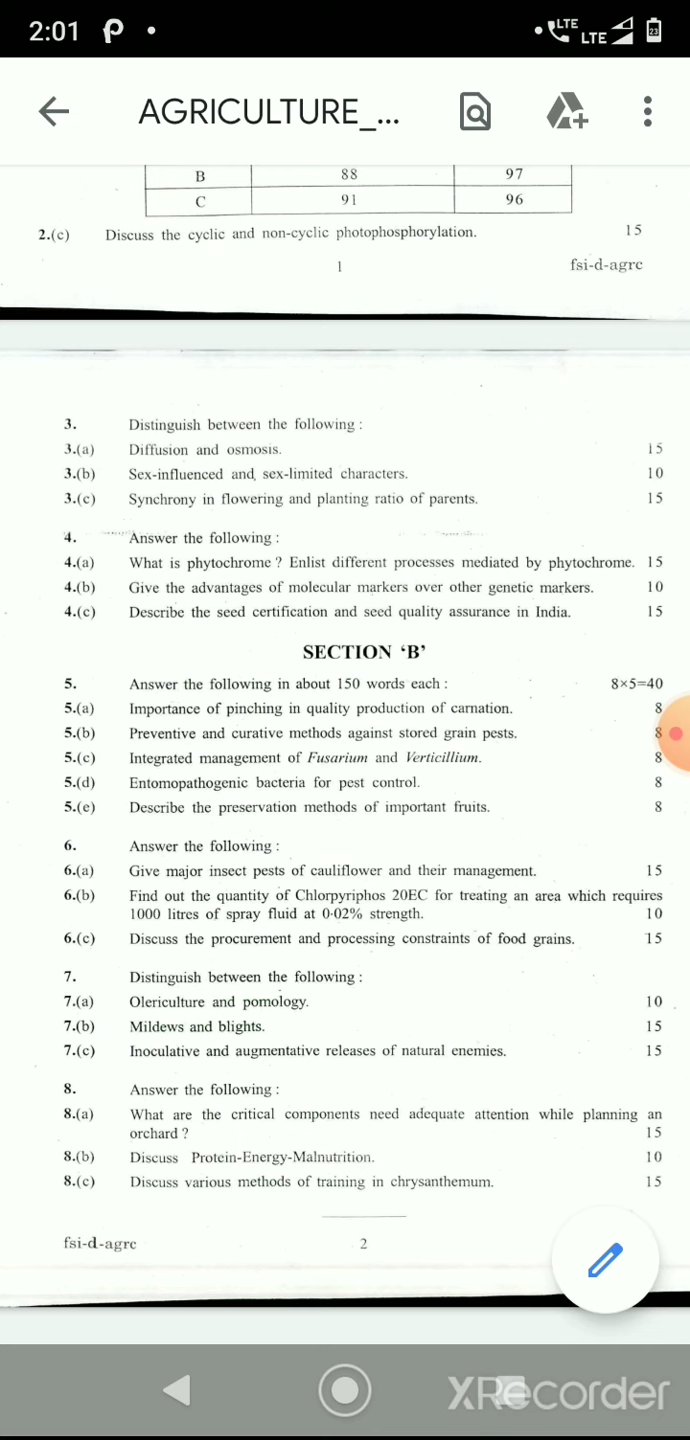 2:01
LTE
LTE
23
AGRICULTURE_...
B 88 97
C 91 96
2.(c) Discuss the cyclic and non-cyclic photophosphorylation. 15
1 fsi-d-agrc
3. Distinguish between the following :
3.(a) Diffusion and osmosis. 15
3.(b) Sex-influenced and sex-limited characters. 10
3.(c) Synchrony in flowering and planting ratio of parents. 15
4. Answer the following :
4.(a) What is phytochrome ? Enlist different processes mediated by phytochrome. 15
4.(b) Give the advantages of molecular markers over other genetic markers. 10
4.(c) Describe the seed certification and seed quality assurance in India. 15
SECTION ‘B’
5. Answer the following in about 150 words each : 8×5=40
5.(a) Importance of pinching in quality production of carnation. 8
5.(b) Preventive and curative methods against stored grain pests. 8
5.(c) Integrated management of Fusarium and Verticillium. 8
5.(d) Entomopathogenic bacteria for pest control. 8
5.(e) Describe the preservation methods of important fruits. 8
6. Answer the following :
6.(a) Give major insect pests of cauliflower and their management. 15
6.(b) Find out the quantity of Chlorpyriphos 20EC for treating an area which requires
1000 litres of spray fluid at 0·02% strength. 10
6.(c) Discuss the procurement and processing constraints of food grains. 15
7. Distinguish between the following :
7.(a) Olericulture and pomology. 10
7.(b) Mildews and blights. 15
7.(c) Inoculative and augmentative releases of natural enemies. 15
8. Answer the following :
8.(a) What are the critical components need adequate attention while planning an
orchard ? 15
8.(b) Discuss Protein-Energy-Malnutrition. 10
8.(c) Discuss various methods of training in chrysanthemum. 15
fsi-d-agrc 2
XRecorder